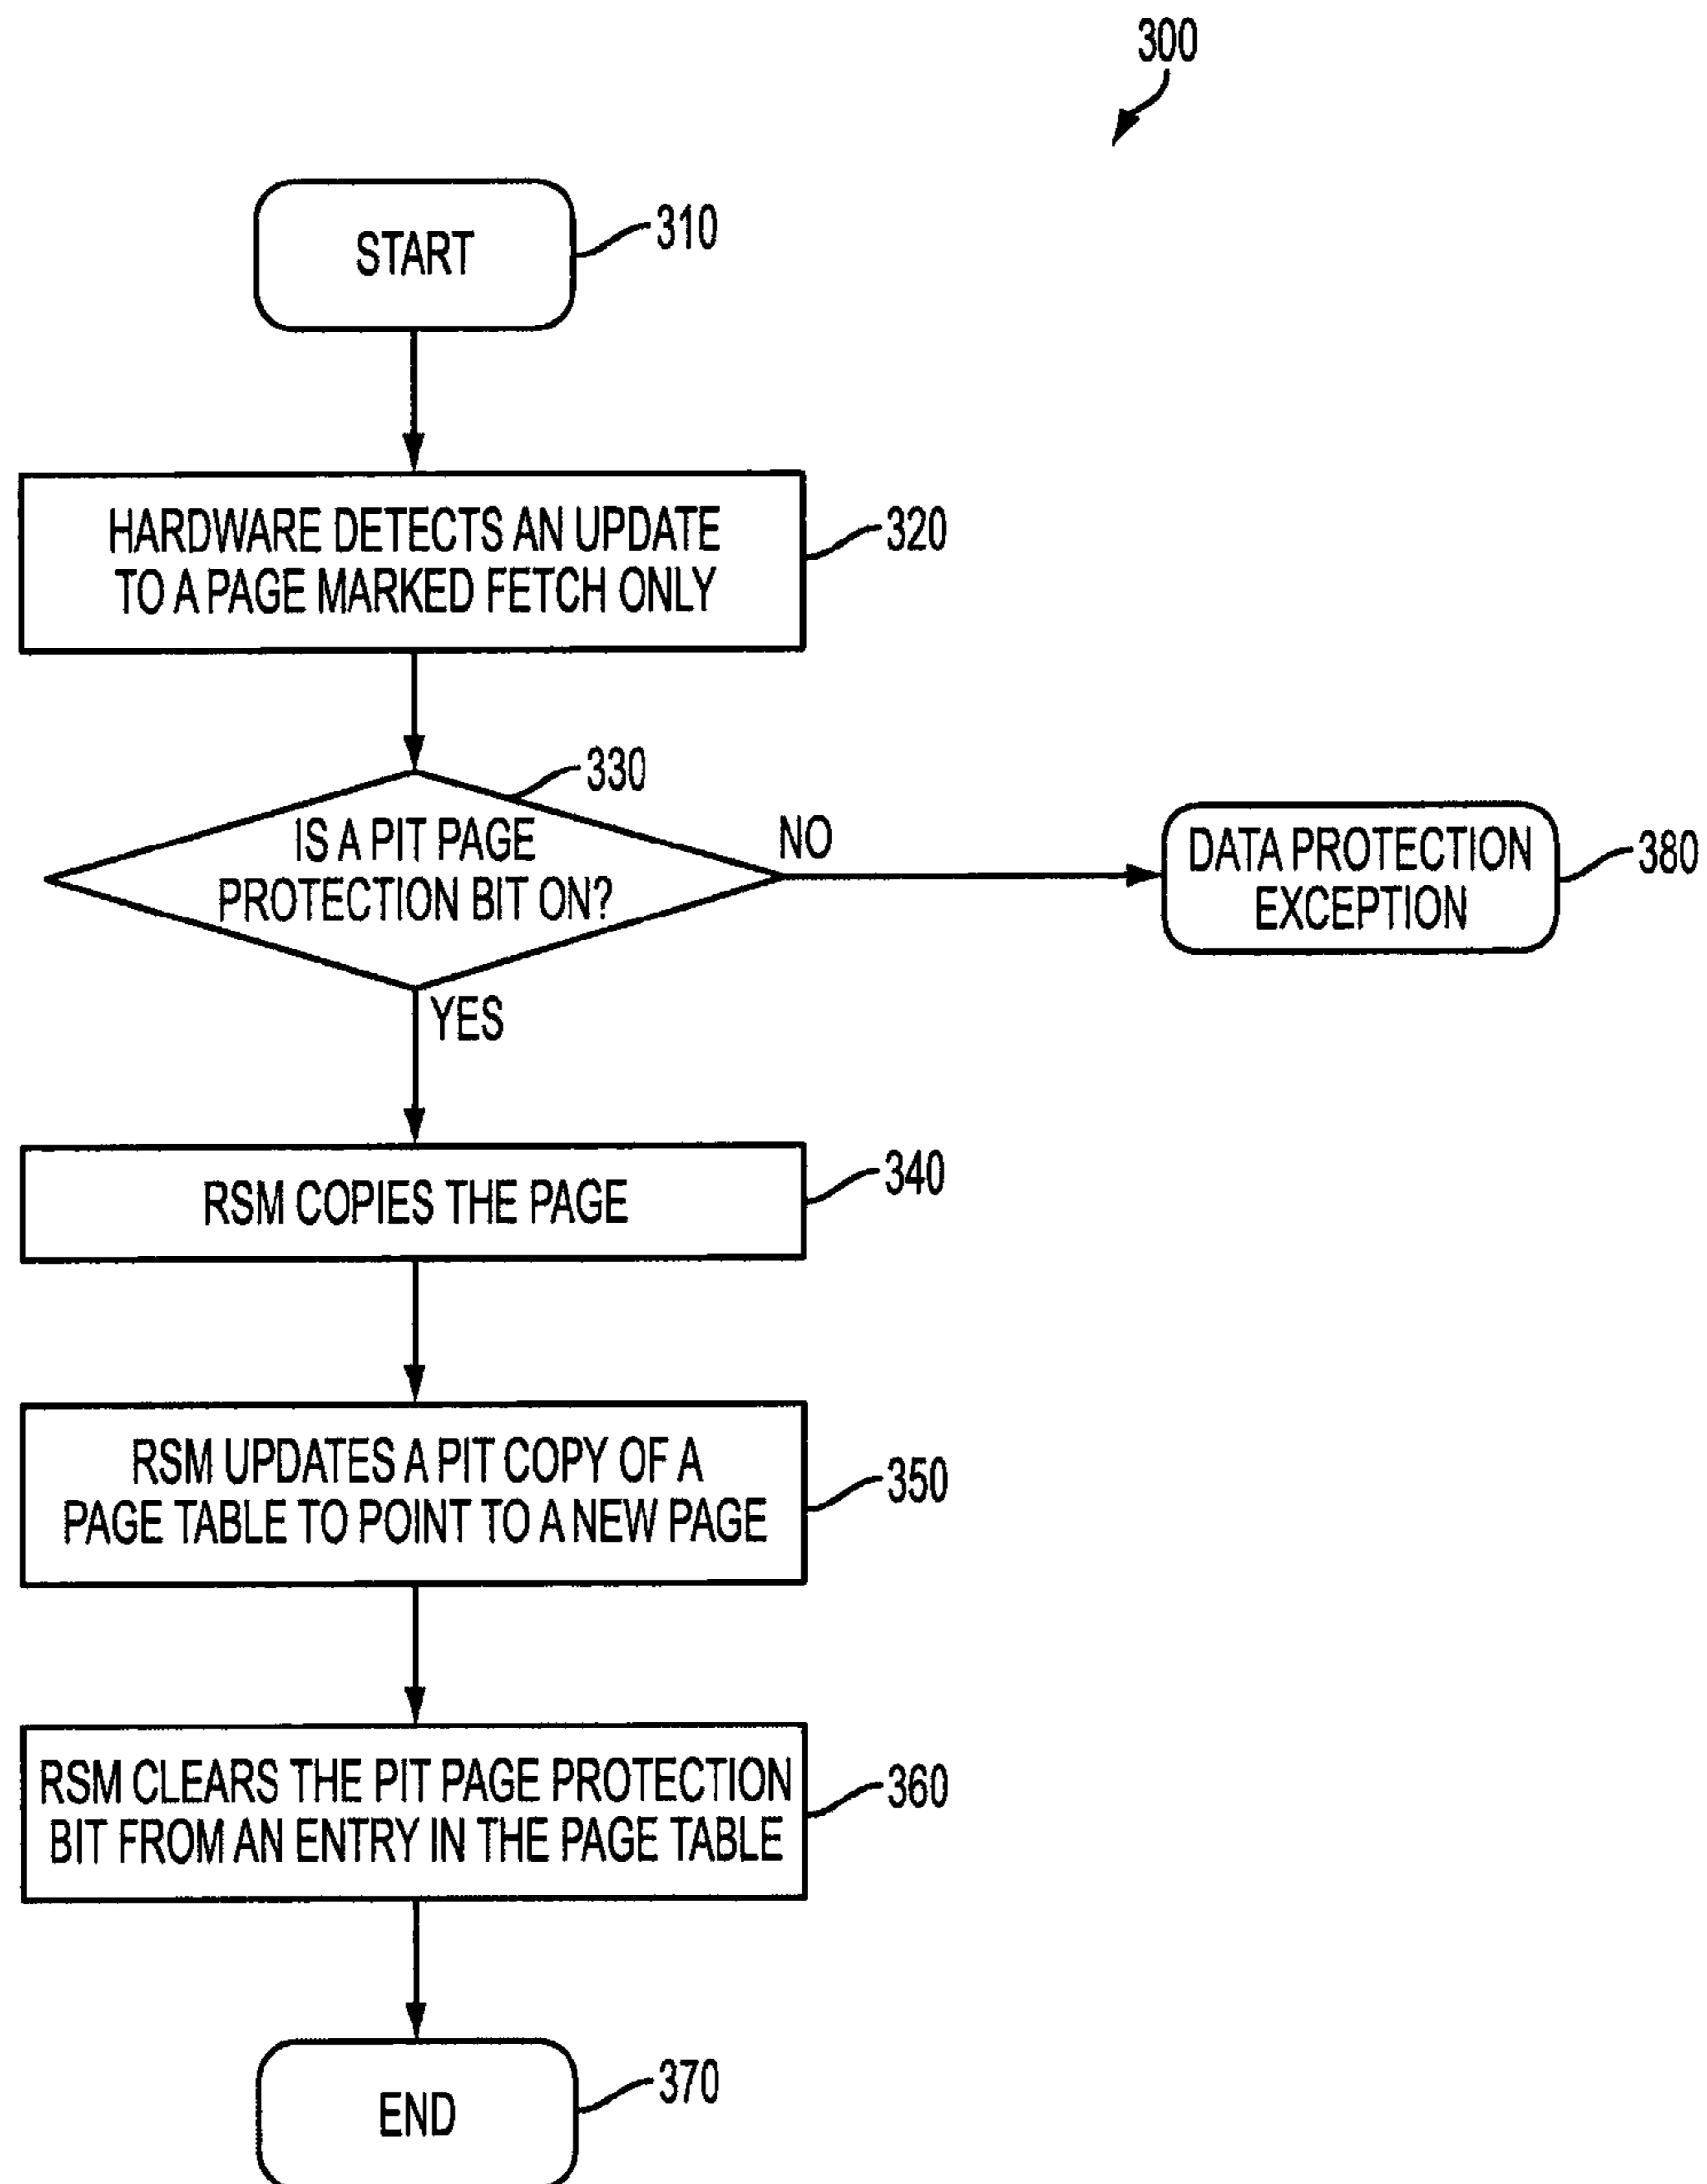 300
START
310
HARDWARE DETECTS AN UPDATE
TO A PAGE MARKED FETCH ONLY
320
330
IS A PIT PAGE
PROTECTION BIT ON?
NO
DATA PROTECTION
EXCEPTION
380
YES
RSM COPIES THE PAGE
340
RSM UPDATES A PIT COPY OF A
PAGE TABLE TO POINT TO A NEW PAGE
350
RSM CLEARS THE PIT PAGE PROTECTION
BIT FROM AN ENTRY IN THE PAGE TABLE
360
END
370